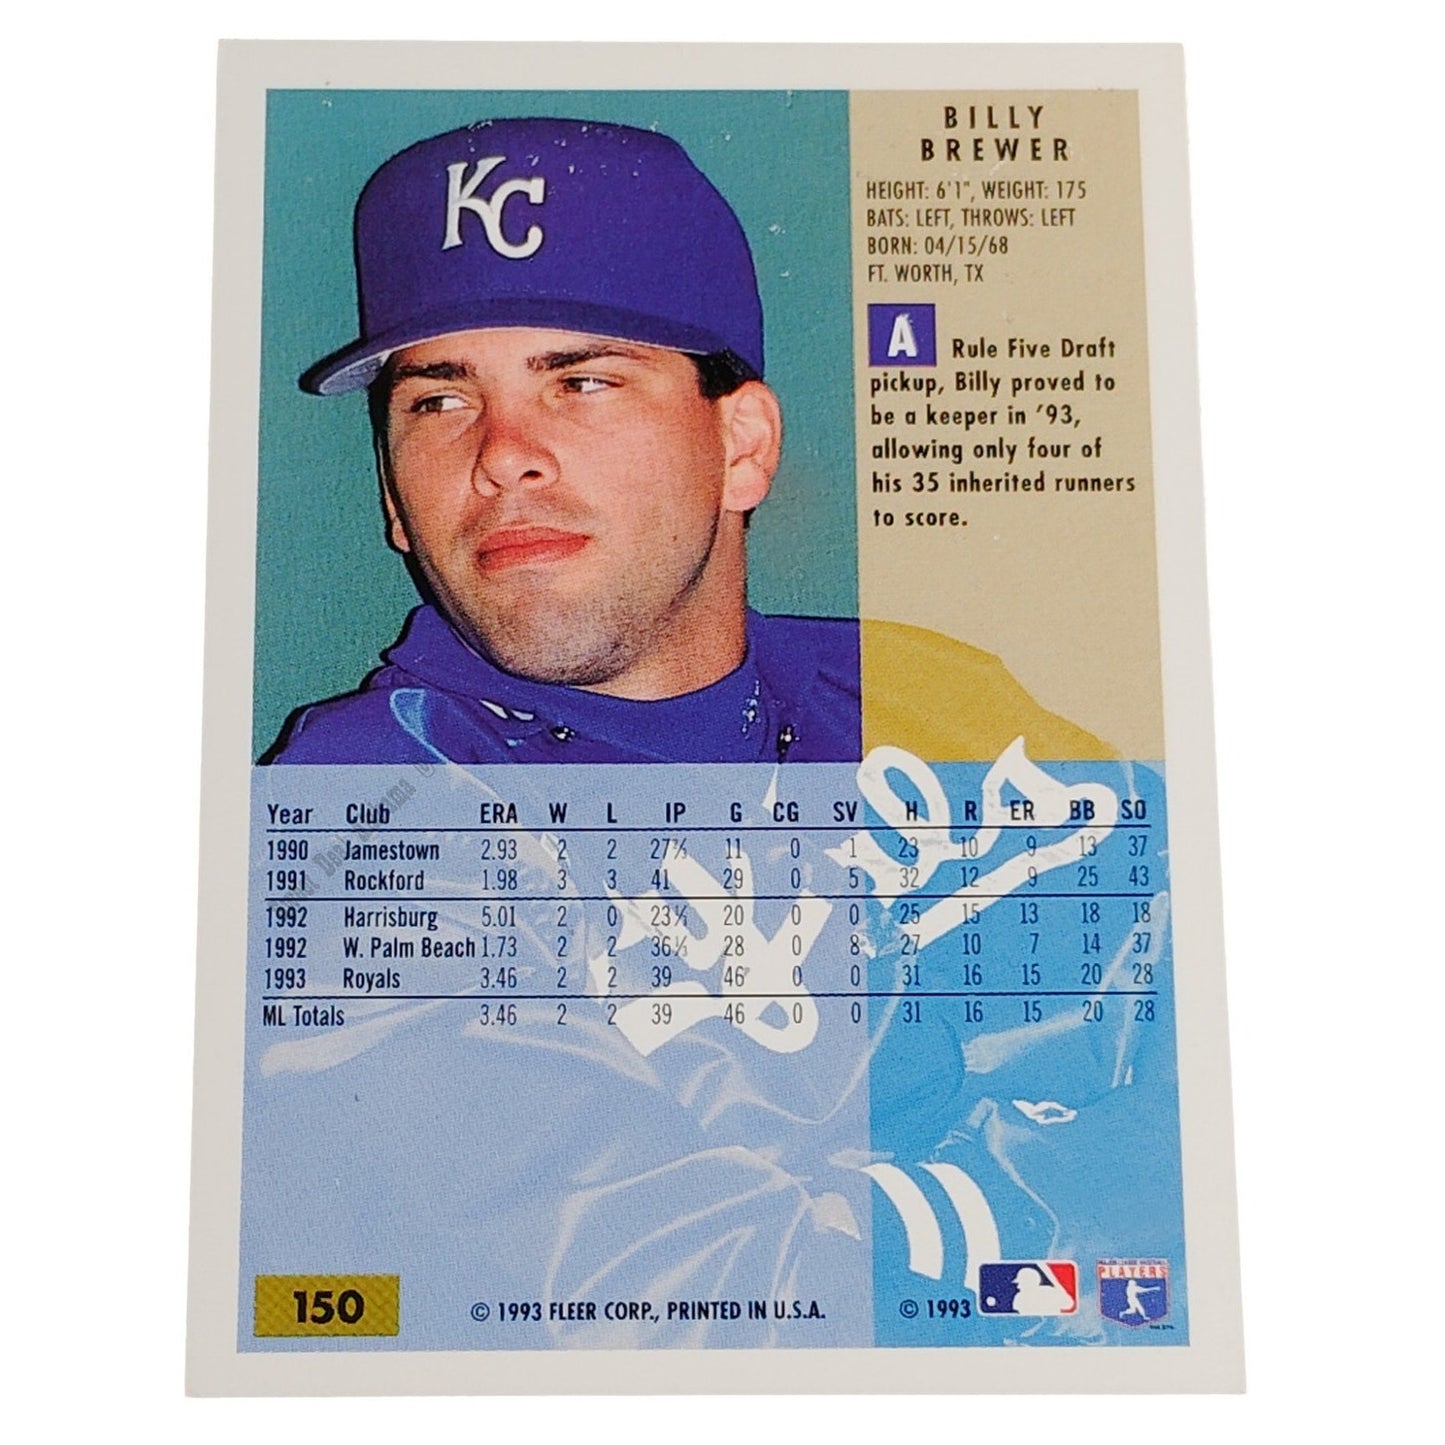 KC
BILLY
BREWER
HEIGHT: 6'1", WEIGHT: 175
BATS: LEFT, THROWS: LEFT
BORN: 04/15/68
FT. WORTH, TX
A Rule Five Draft
pickup, Billy proved to
be a keeper in '93,
allowing only four of
his 35 inherited runners
to score.
Year Club ERA W L IP G CG SV H R ER BB SO
1990 Jamestown 2.93 2 2 27⅔ 11 0 1 23 10 9 13 37
1991 Rockford 1.98 3 3 41 29 0 5 32 12 9 25 43
1992 Harrisburg 5.01 2 0 23⅓ 20 0 0 25 15 13 18 18
1992 W. Palm Beach 1.73 2 2 36⅓ 28 0 8 27 10 7 14 37
1993 Royals 3.46 2 2 39 46 0 0 31 16 15 20 28
ML Totals 3.46 2 2 39 46 0 0 31 16 15 20 28
150
© 1993 FLEER CORP., PRINTED IN U.S.A.
© 1993
MAJOR LEAGUE BASEBALL
PLAYERS